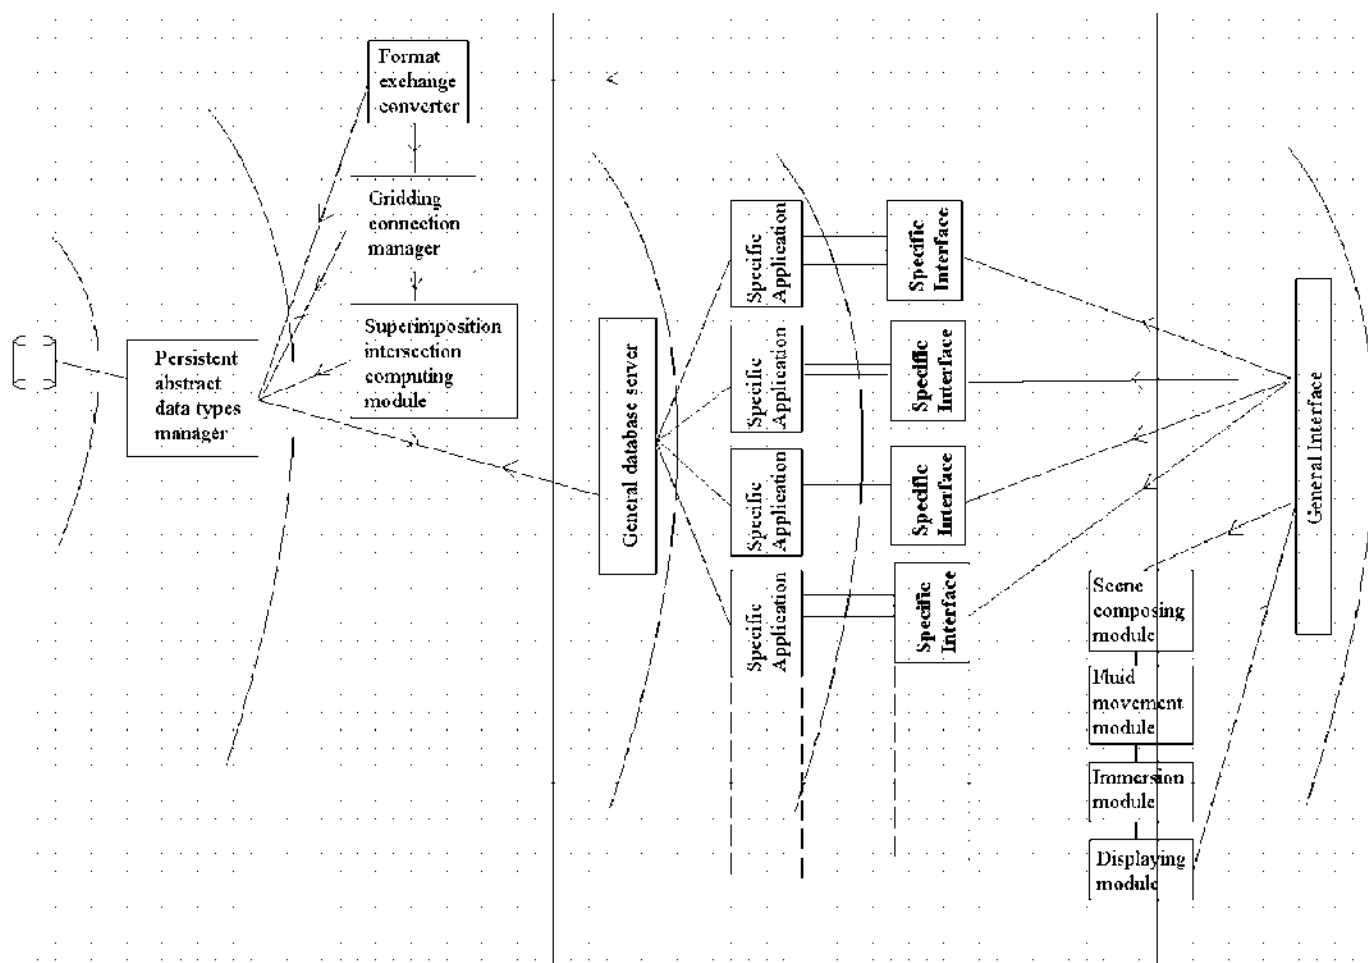 Format
exchange
converter
Gridding
connection
manager
Superimposition
intersection
computing
module
Persistent
abstract
data types
manager
General database server
Specific
Application
Specific
Interface
Specific
Application
Specific
Interface
Specific
Application
Specific
Interface
Specific
Application
Specific
Interface
General Interface
Scene
composing
module
Fluid
movement
module
Immersion
module
Displaying
module